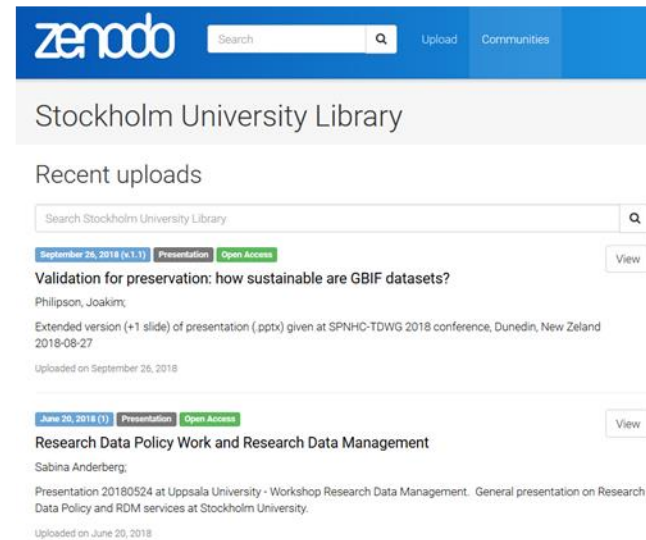 zenodo
Search
Upload
Communities
Stockholm University Library
Recent uploads
Search Stockholm University Library
September 26, 2018 (v.1.1) Presentation Open Access
View
Validation for preservation: how sustainable are GBIF datasets?
Philipson, Joakim;
Extended version (+1 slide) of presentation (.pptx) given at SPNHC-TDWG 2018 conference, Dunedin, New Zeland
2018-08-27
Uploaded on September 26, 2018
June 20, 2018 (1) Presentation Open Access
View
Research Data Policy Work and Research Data Management
Sabina Anderberg;
Presentation 20180524 at Uppsala University - Workshop Research Data Management. General presentation on Research
Data Policy and RDM services at Stockholm University.
Uploaded on June 20, 2018